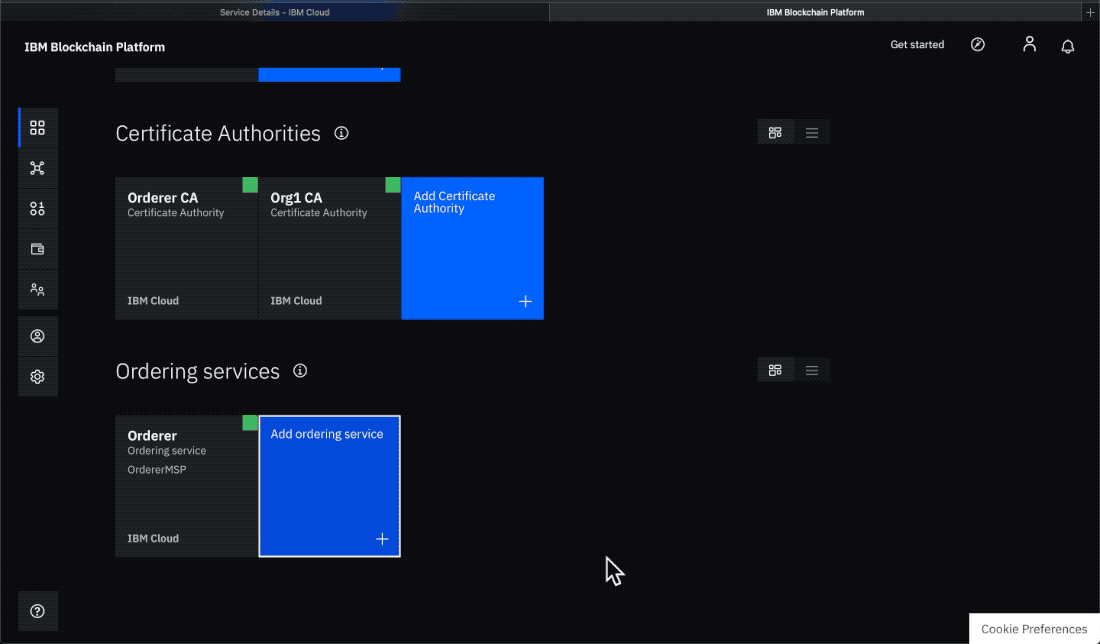 Service Details - IBM Cloud
IBM Blockchain Platform
IBM Blockchain Platform
Get started
Certificate Authorities
Orderer CA
Certificate Authority
IBM Cloud
Org1 CA
Certificate Authority
IBM Cloud
Add Certificate
Authority
Ordering services
Orderer
Ordering service
OrdererMSP
IBM Cloud
Add ordering service
Cookie Preferences